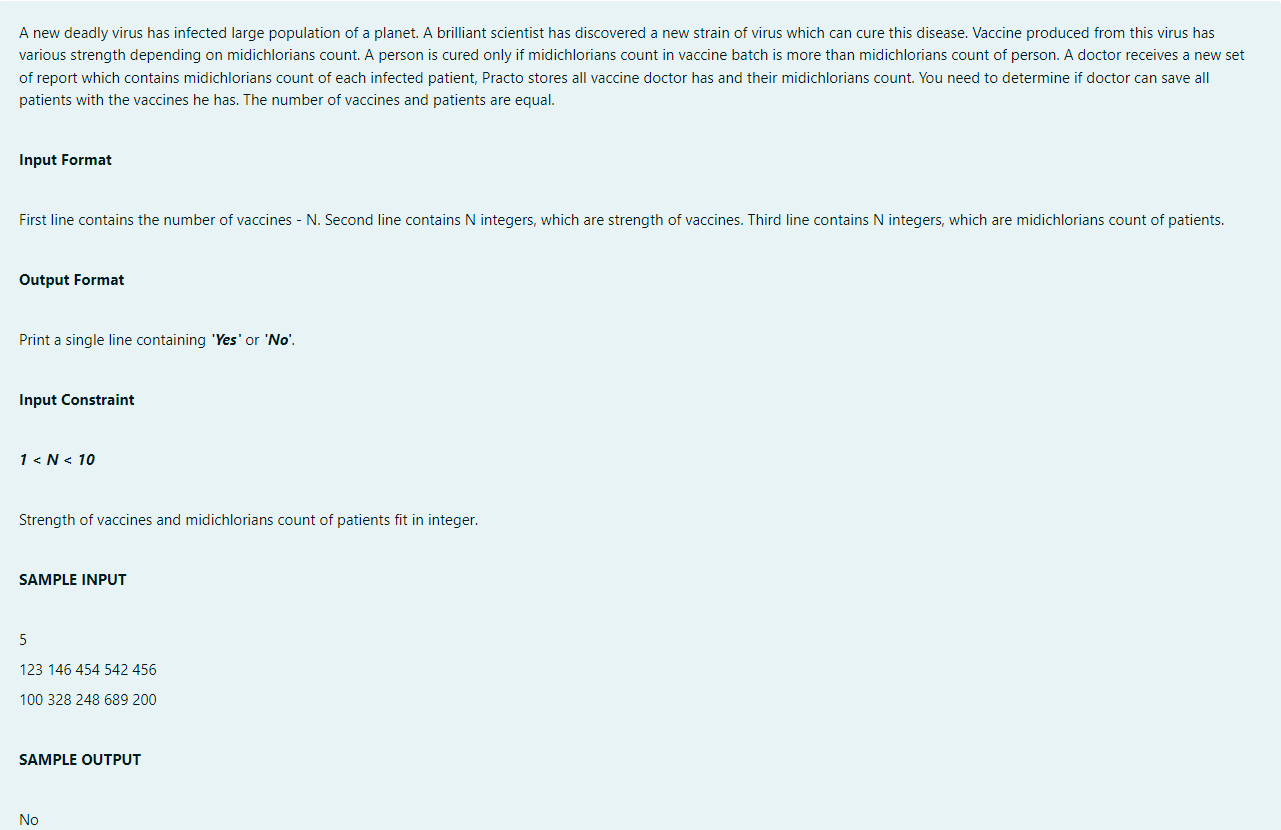 A new deadly virus has infected large population of a planet. A brilliant scientist has discovered a new strain of virus which can cure this disease. Vaccine produced from this virus has
various strength depending on midichlorians count. A person is cured only if midichlorians count in vaccine batch is more than midichlorians count of person. A doctor receives a new set
of report which contains midichlorians count of each infected patient, Practo stores all vaccine doctor has and their midichlorians count. You need to determine if doctor can save all
patients with the vaccines he has. The number of vaccines and patients are equal.
Input Format
First line contains the number of vaccines - N. Second line contains N integers, which are strength of vaccines. Third line contains N integers, which are midichlorians count of patients.
Output Format
Print a single line containing 'Yes' or 'No'.
Input Constraint
1 < N < 10
Strength of vaccines and midichlorians count of patients fit in integer.
SAMPLE INPUT
5
123 146 454 542 456
100 328 248 689 200
SAMPLE OUTPUT
No